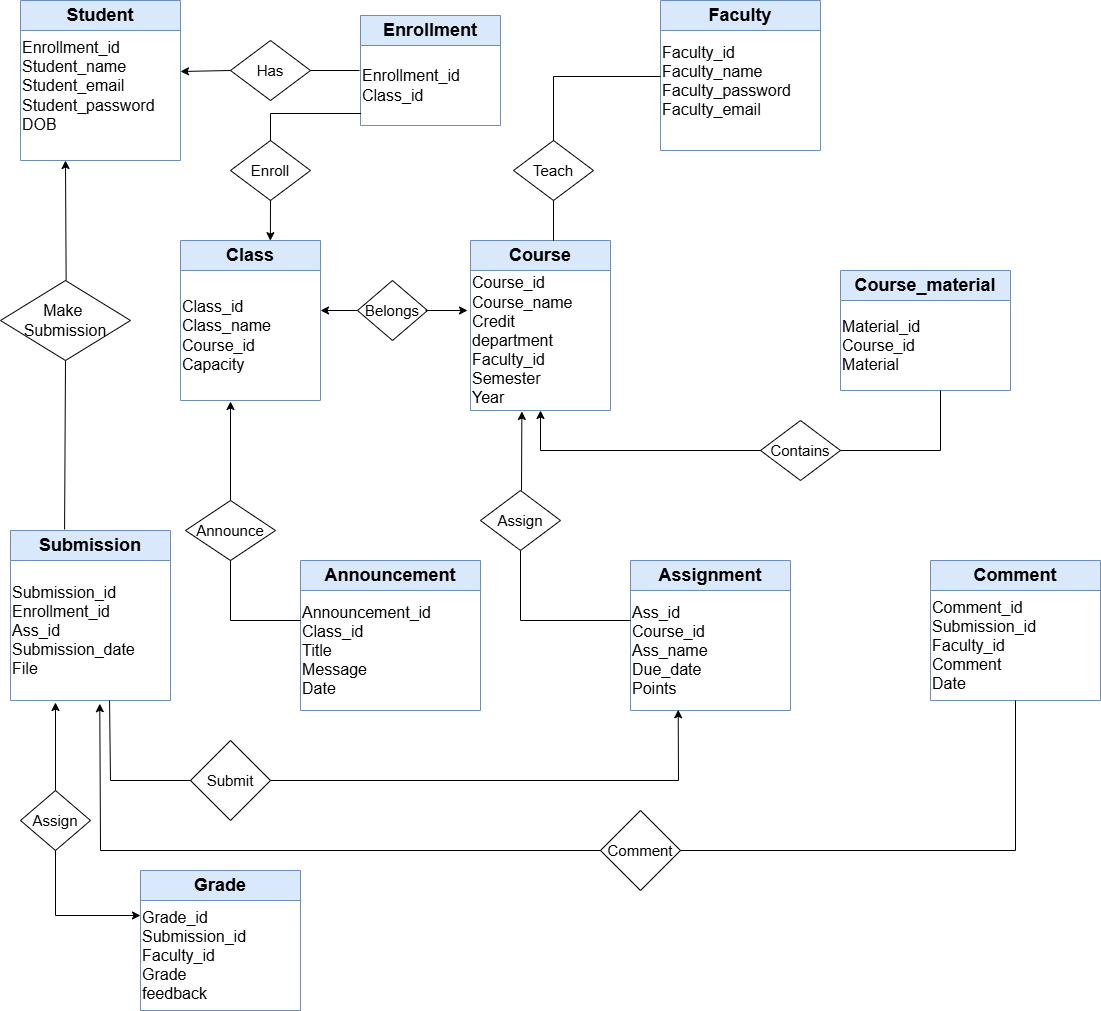 Student
Enrollment_id
Student_name
Student_email
Student_password
DOB
Has
Enrollment
Enrollment_id
Class_id
Faculty
Faculty_id
Faculty_name
Faculty_password
Faculty_email
Enroll
Teach
Class
Class_id
Class_name
Course_id
Capacity
Belongs
Course
Course_id
Course_name
Credit
department
Faculty_id
Semester
Year
Course_material
Material_id
Course_id
Material
Make
Submission
Contains
Announce
Assign
Submission
Submission_id
Enrollment_id
Ass_id
Submission_date
File
Announcement
Announcement_id
Class_id
Title
Message
Date
Assignment
Ass_id
Course_id
Ass_name
Due_date
Points
Comment
Comment_id
Submission_id
Faculty_id
Comment
Date
Submit
Assign
Comment
Grade
Grade_id
Submission_id
Faculty_id
Grade
feedback